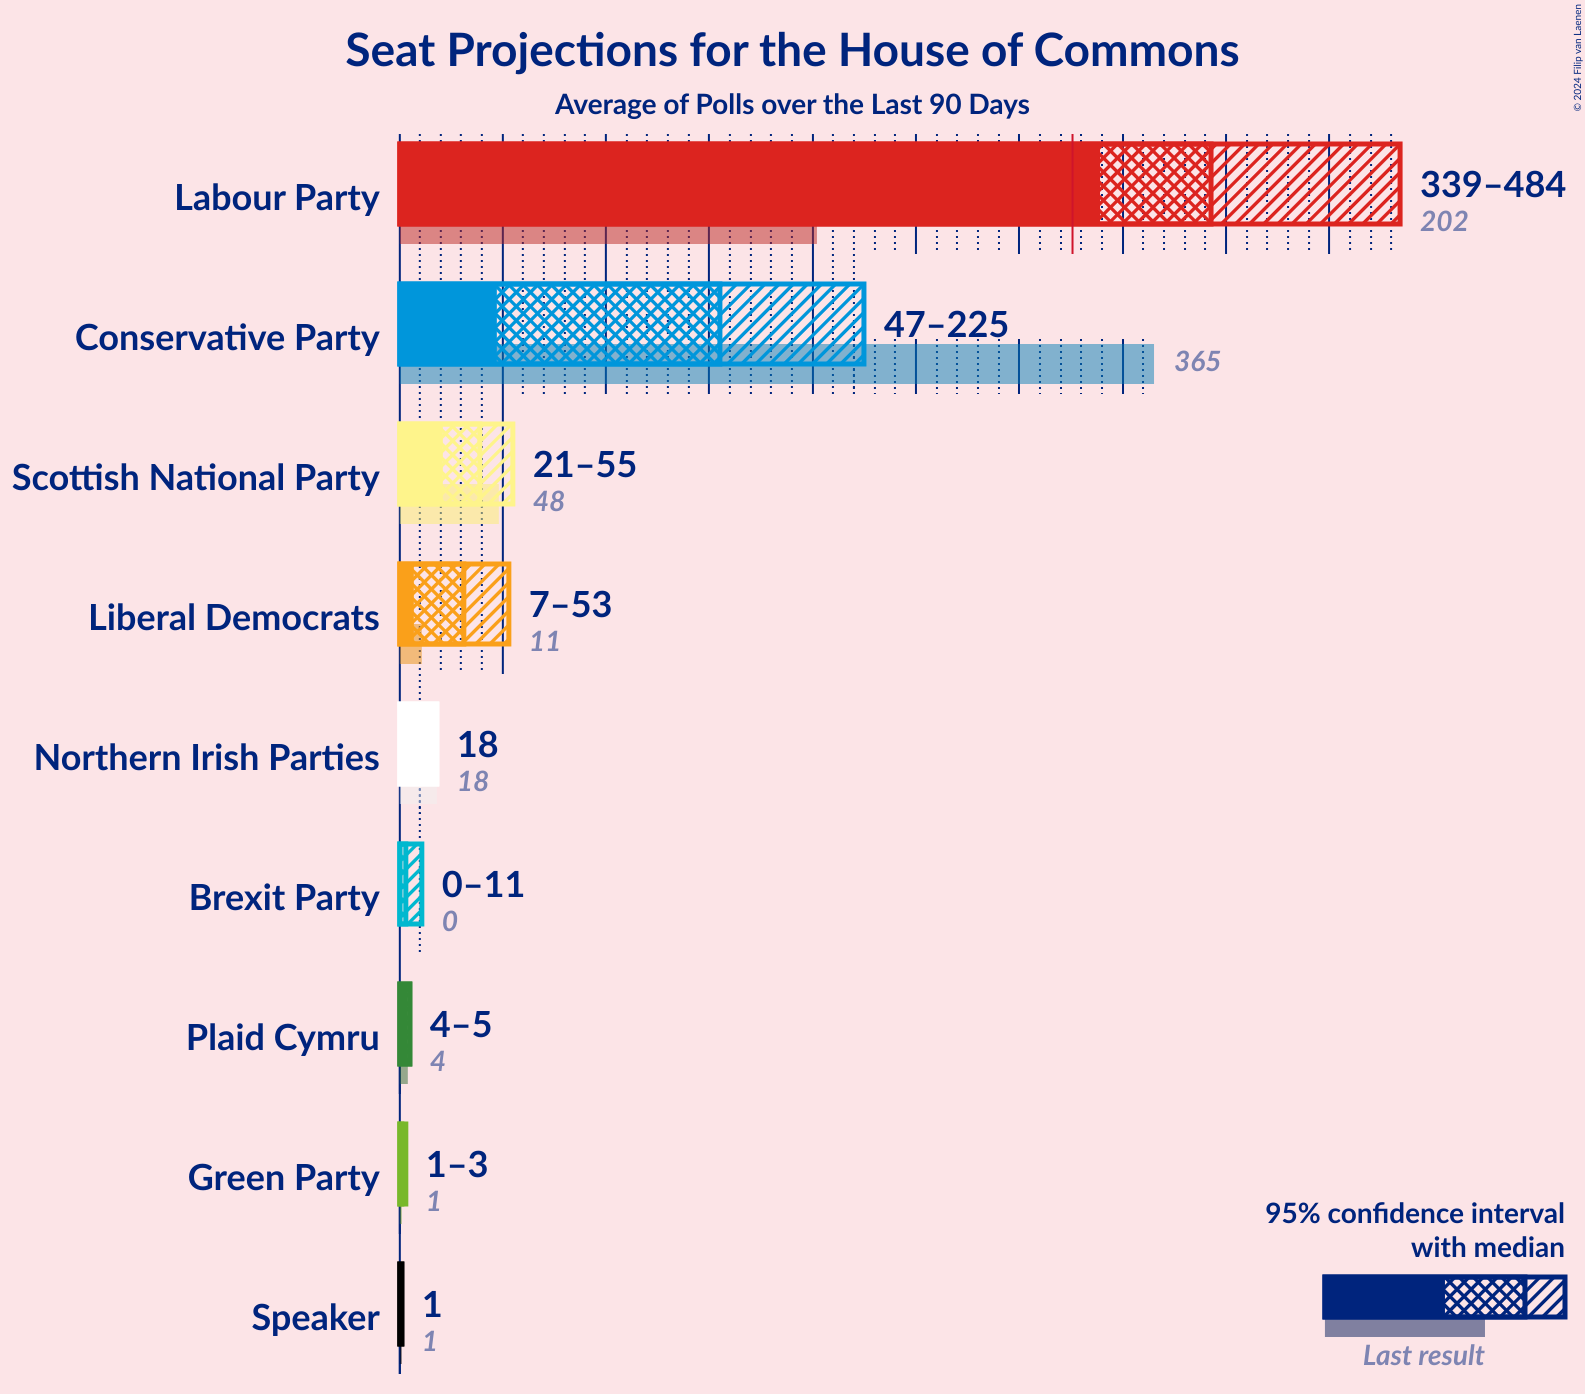 Seat Projections for the House of Commons
Average of Polls over the Last 90 Days
© 2024 Filip van Laenen
Labour Party
339–484
202
Conservative Party
47–225
365
Scottish National Party
21–55
48
Liberal Democrats
7–53
11
Northern Irish Parties
18
18
Brexit Party
0–11
0
Plaid Cymru
4–5
4
Green Party
1–3
1
Speaker
1
1
95% confidence interval
with median
Last result